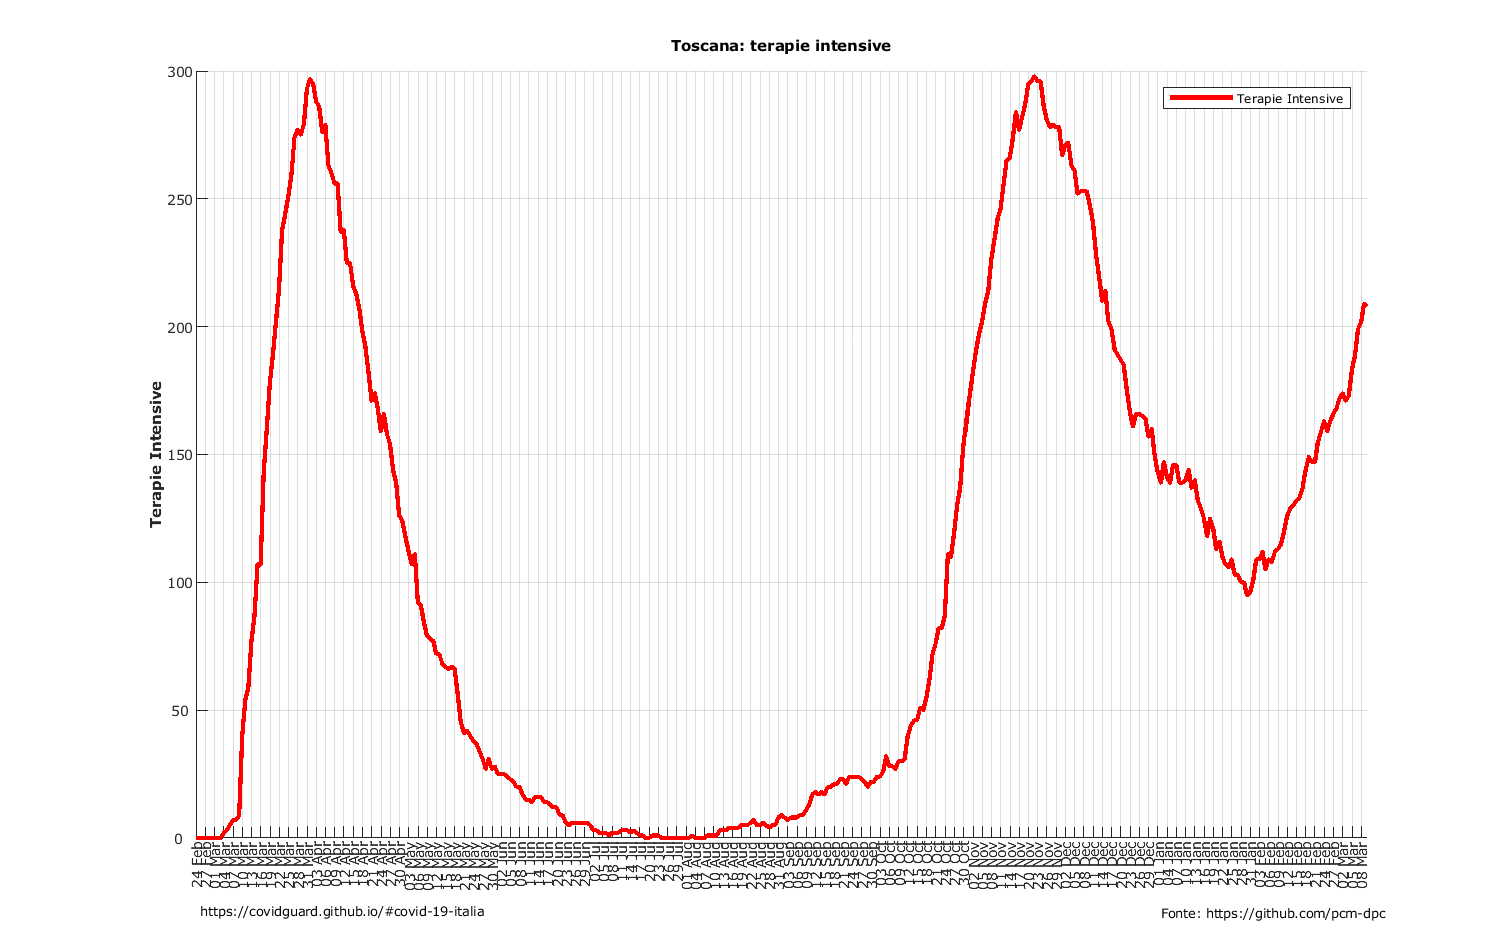 Toscana: terapie intensive
Terapie Intensive
300
250
200
150
100
50
0
Terapie Intensive
24 Feb
27 Feb
01 Mar
04 Mar
07 Mar
10 Mar
13 Mar
16 Mar
19 Mar
22 Mar
25 Mar
28 Mar
31 Mar
03 Apr
06 Apr
09 Apr
12 Apr
15 Apr
18 Apr
21 Apr
24 Apr
27 Apr
30 Apr
03 May
06 May
09 May
12 May
15 May
18 May
21 May
24 May
27 May
30 May
02 Jun
05 Jun
08 Jun
11 Jun
14 Jun
17 Jun
20 Jun
23 Jun
26 Jun
29 Jun
02 Jul
05 Jul
08 Jul
11 Jul
14 Jul
17 Jul
20 Jul
23 Jul
26 Jul
29 Jul
01 Aug
04 Aug
07 Aug
10 Aug
13 Aug
16 Aug
19 Aug
22 Aug
25 Aug
28 Aug
31 Aug
03 Sep
06 Sep
09 Sep
12 Sep
15 Sep
18 Sep
21 Sep
24 Sep
27 Sep
30 Sep
03 Oct
06 Oct
09 Oct
12 Oct
15 Oct
18 Oct
21 Oct
24 Oct
27 Oct
30 Oct
02 Nov
05 Nov
08 Nov
11 Nov
14 Nov
17 Nov
20 Nov
23 Nov
26 Nov
29 Nov
02 Dec
05 Dec
08 Dec
11 Dec
14 Dec
17 Dec
20 Dec
23 Dec
26 Dec
29 Dec
01 Jan
04 Jan
07 Jan
10 Jan
13 Jan
16 Jan
19 Jan
22 Jan
25 Jan
28 Jan
31 Jan
03 Feb
06 Feb
09 Feb
12 Feb
15 Feb
18 Feb
21 Feb
24 Feb
27 Feb
02 Mar
05 Mar
08 Mar
https://covidguard.github.io/#covid-19-italia
Fonte: https://github.com/pcm-dpc